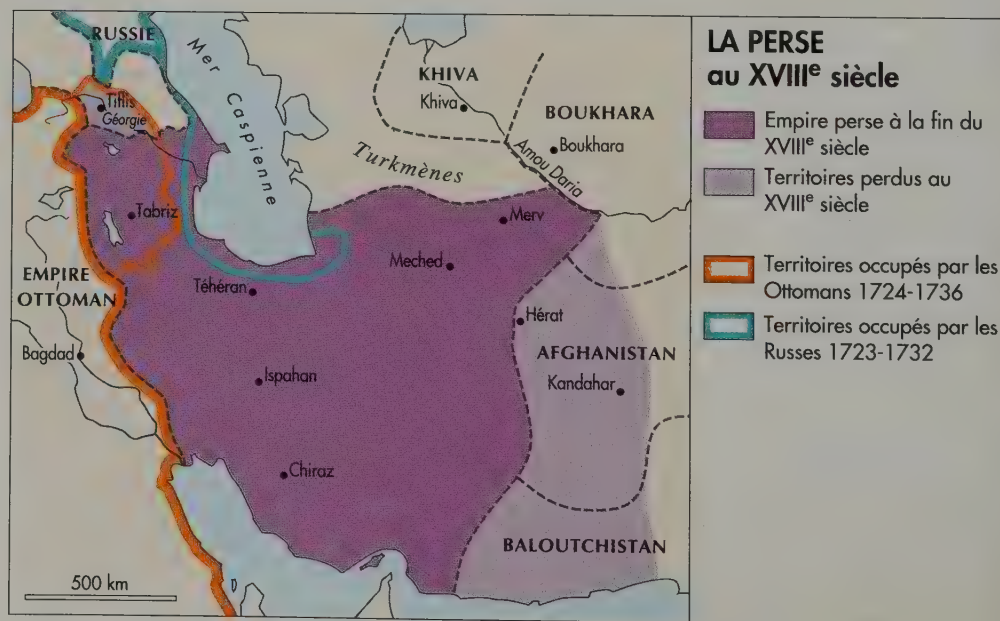 RUSSIE
Mer Caspienne
Tiflis
Géorgie
KHIVA
Khiva
BOUKHARA
Boukhara
Turkmènes
Amou Daria
Tabriz
Merv
Meched
EMPIRE
OTTOMAN
Téhéran
Hérat
Bagdad
AFGHANISTAN
Ispahan
Kandahar
Chiraz
BALOUTCHISTAN
500 km
LA PERSE
au XVIIIe siècle
Empire perse à la fin du
XVIIIe siècle
Territoires perdus au
XVIIIe siècle
Territoires occupés par les
Ottomans 1724-1736
Territoires occupés par les
Russes 1723-1732